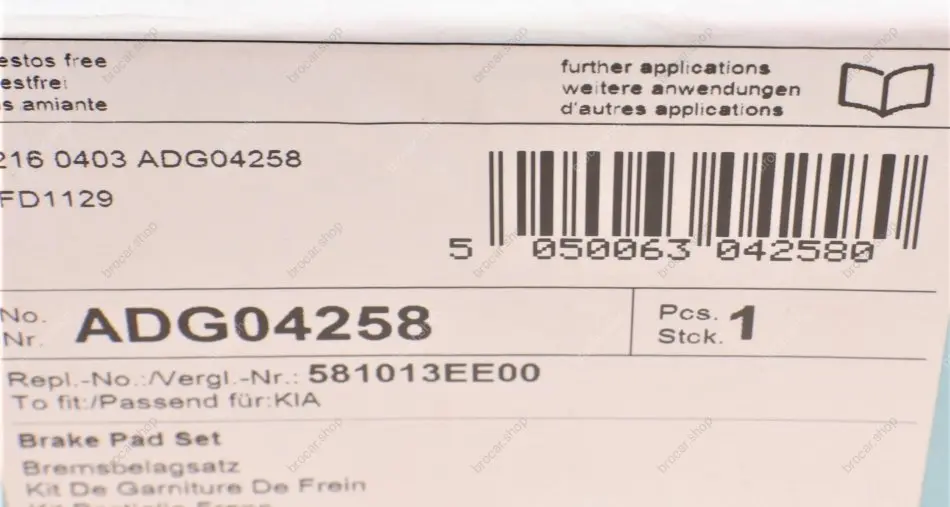 estos free
estfrei
s amiante
further applications
weitere anwendungen
d'autres applications
216 0403 ADG04258
FD1129
5 050063 042580
No.
Nr.
ADG04258
Pcs.
Stck.
1
Repl.-No.:/Vergl.-Nr.: 581013EE00
To fit:/Passend für:KIA
Brake Pad Set
Bremsbelagsatz
Kit De Garniture De Frein
brocar.shop